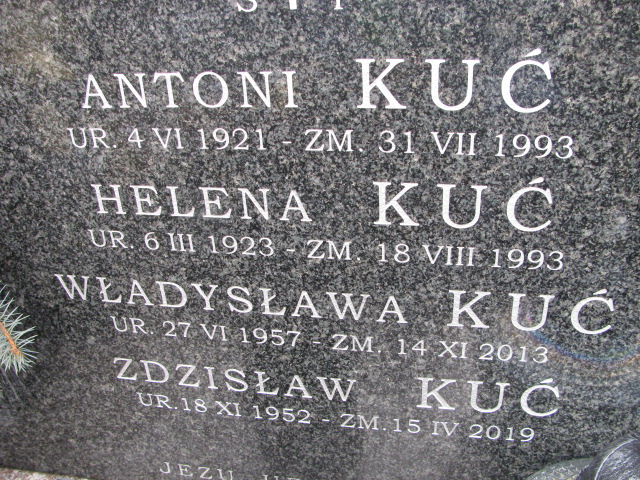 ANTONI KUĆ
UR. 4 VI 1921 - ZM. 31 VII 1993
HELENA KUĆ
UR. 6 III 1923 - ZM. 18 VIII 1993
WŁADYSŁAWA KUĆ
UR. 27 VI 1957 - ZM. 14 XI 2013
ZDZISŁAW KUĆ
UR. 18 XI 1952 - ZM. 15 IV 2019
JEZU